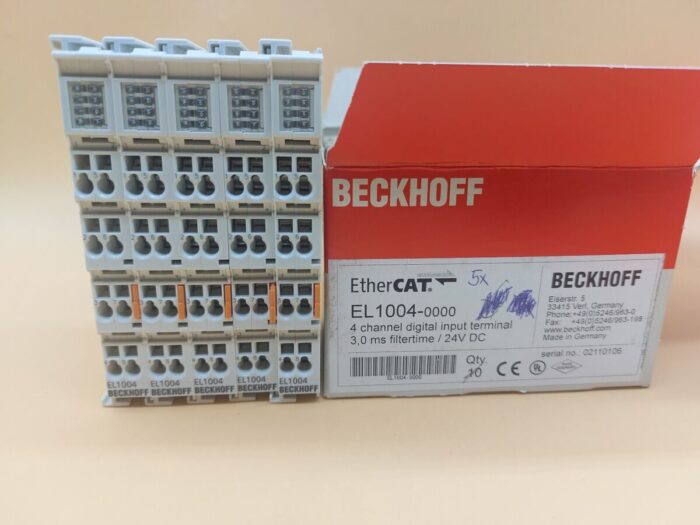 BECKHOFF
EtherCAT
5x
EL1004-0000
4 channel digital input terminal
3,0 ms filtertime / 24V DC
EL1004-0000
Qty.
10
BECKHOFF
Eiserstr. 5
33415 Verl, Germany
Phone:+49(0)5246/963-0
Fax: +49(0)5246/963-198
www.beckhoff.com
Made in Germany
serial no.: 02110106
CE
UL
EL1004 EL1004 EL1004 EL1004 EL1004
BECKHOFF BECKHOFF BECKHOFF BECKHOFF BECKHOFF